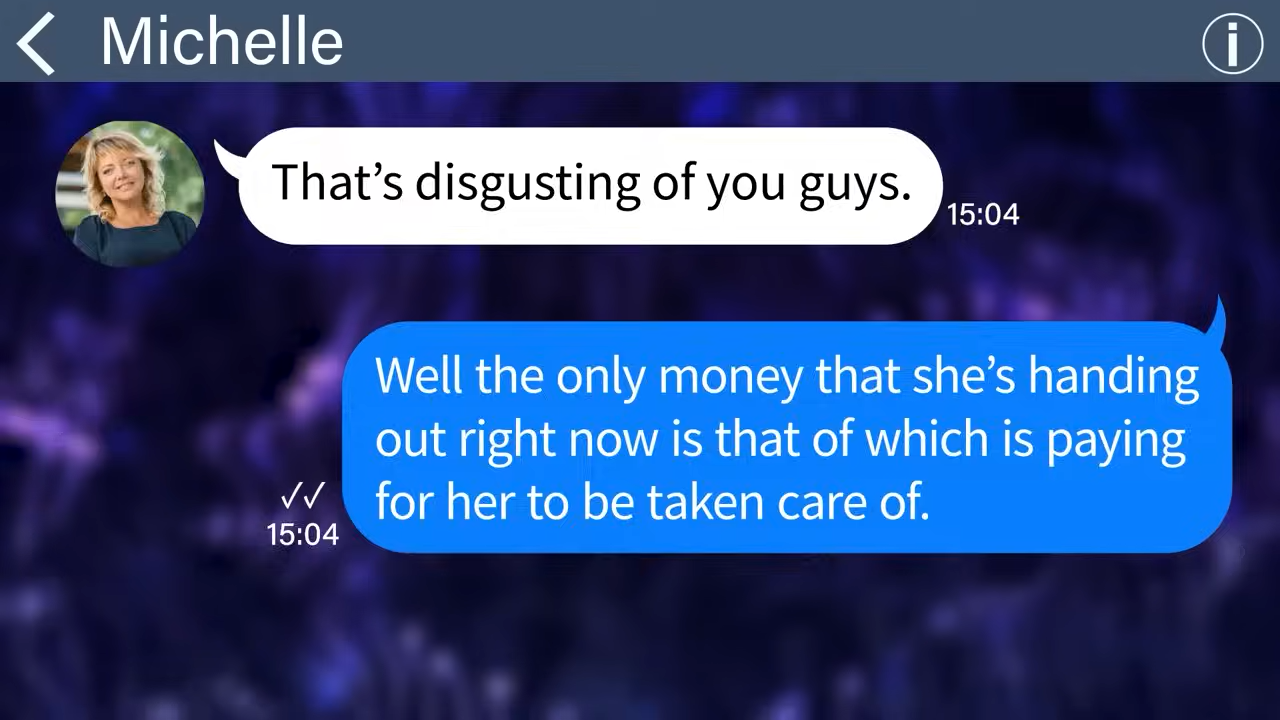 Michelle
That’s disgusting of you guys.
15:04
Well the only money that she’s handing
out right now is that of which is paying
for her to be taken care of.
15:04